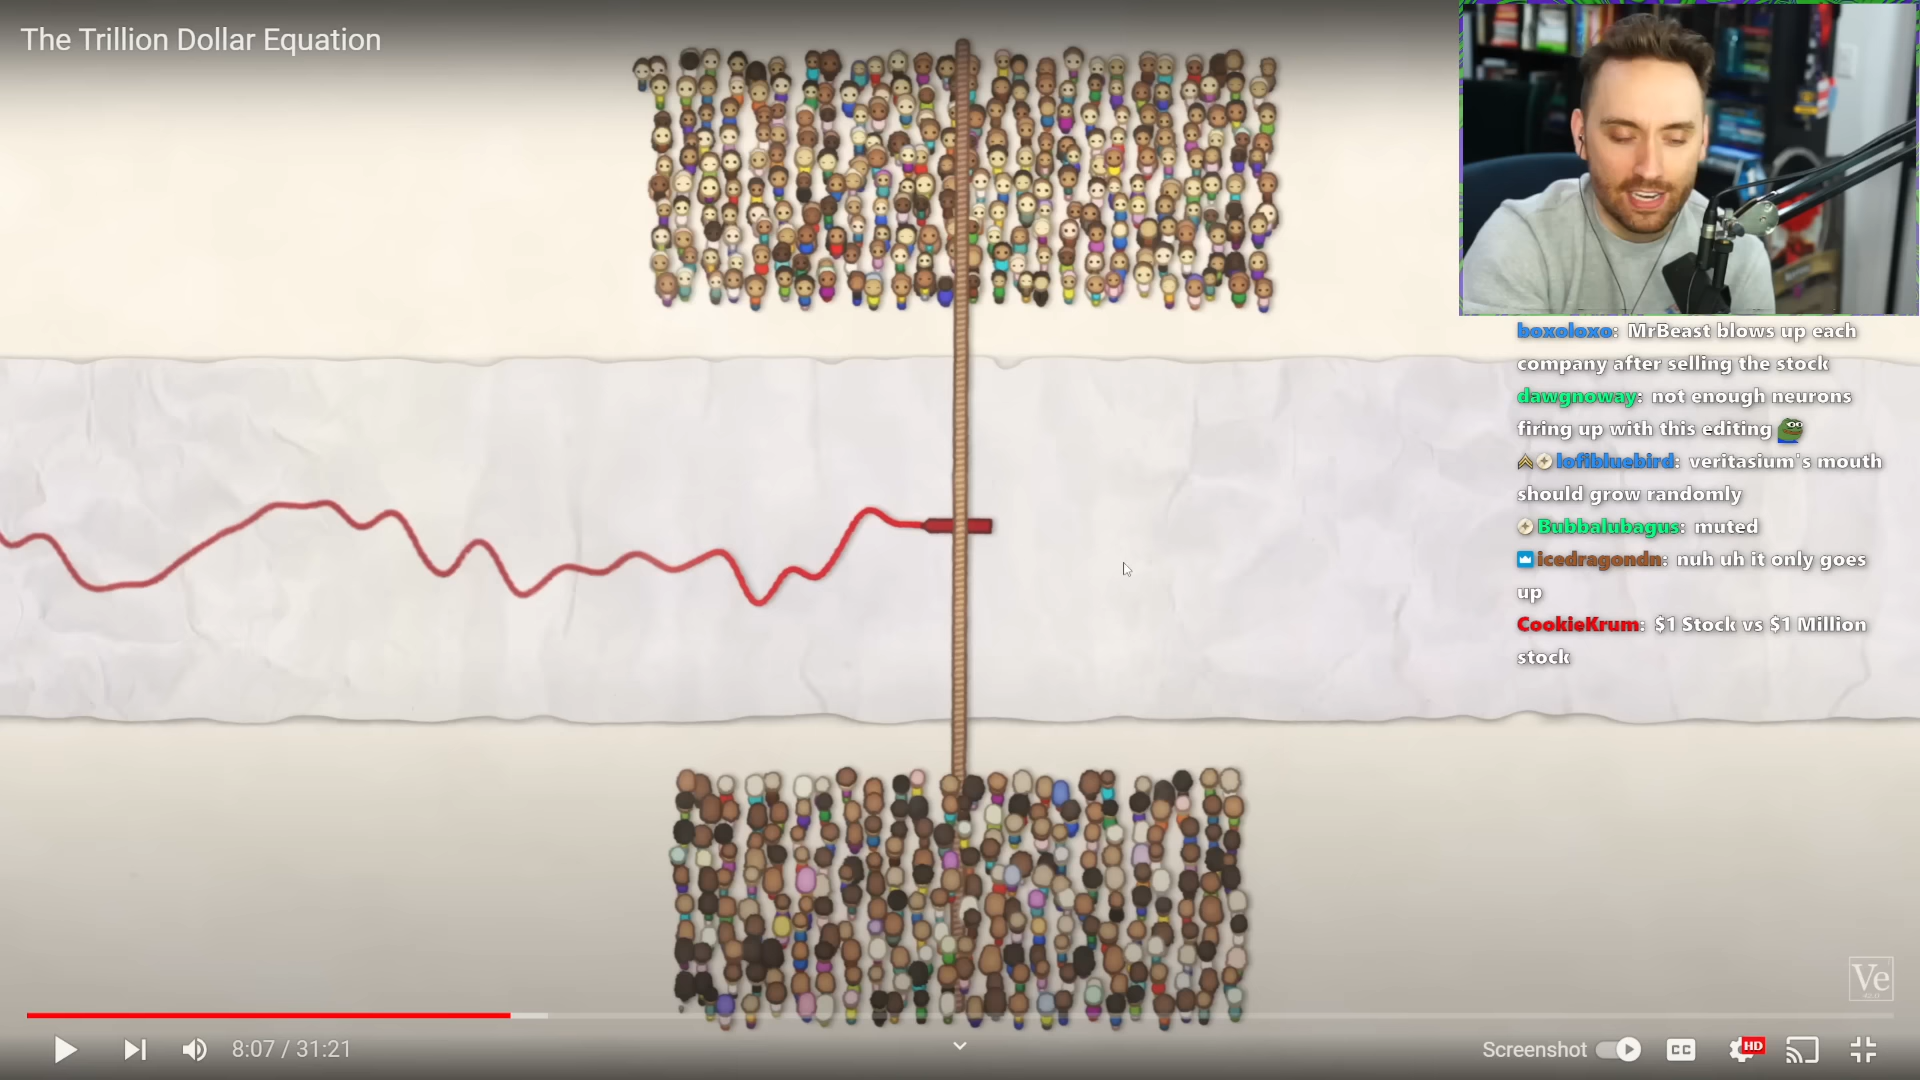 The Trillion Dollar Equation
boxoloxo: MrBeast blows up each
company after selling the stock
dawgnoway: not enough neurons
firing up with this editing
lofibluebird: veritasium's mouth
should grow randomly
Bubbalubagus: muted
icedragondn: nuh uh it only goes
up
CookieKrum: $1 Stock vs $1 Million
stock
Ve
8:07 / 31:21
Screenshot
CC
HD